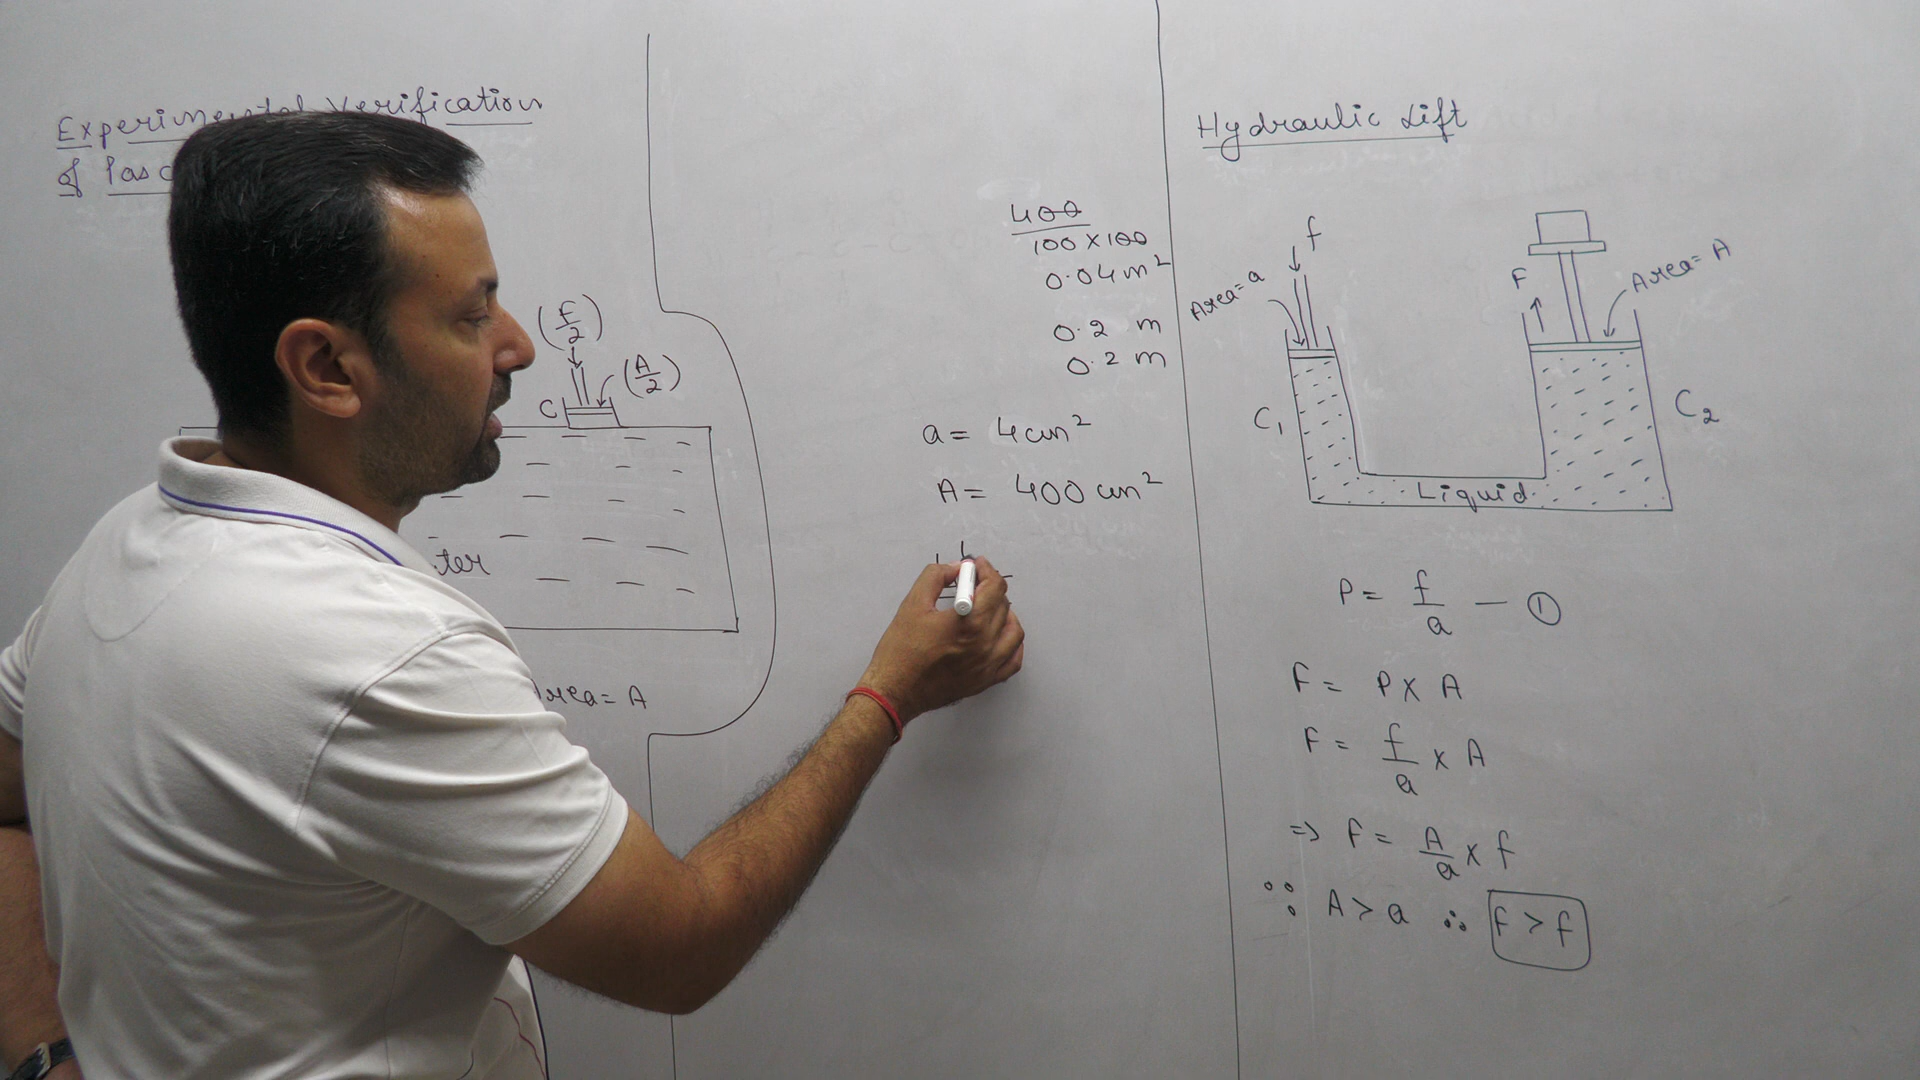 Experimental Verification
of Pasc
(F/2)
(A/2)
C
ter
Area = A
400
100 × 100
0.04 m²
0.2 m
0.2 m
a = 4 cm²
A = 400 cm²
Hydraulic Lift
f
Area = a
F
Area = A
C₁
C₂
Liquid
P = f/a — ①
F = P × A
F = f/a × A
⇒ F = A/a × f
∵ A > a ∴ F > f